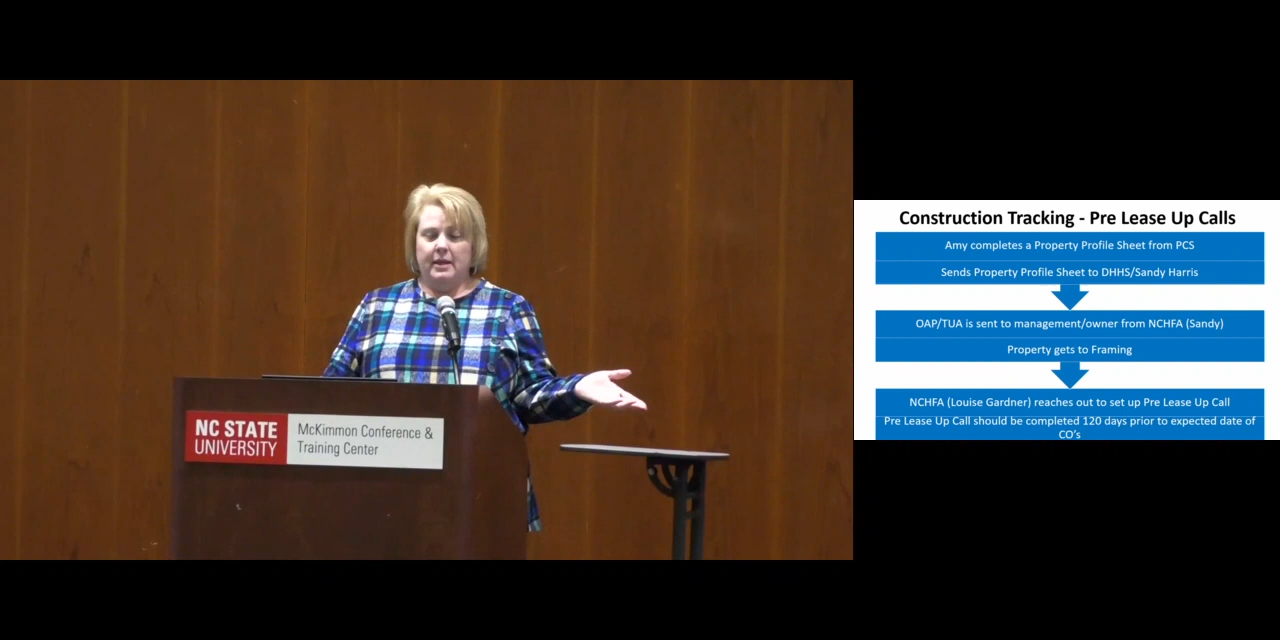 NC STATE
UNIVERSITY
McKimmon Conference &
Training Center
Construction Tracking - Pre Lease Up Calls
Amy completes a Property Profile Sheet from PCS
Sends Property Profile Sheet to DHHS/Sandy Harris
OAP/TUA is sent to management/owner from NCHFA (Sandy)
Property gets to Framing
NCHFA (Louise Gardner) reaches out to set up Pre Lease Up Call
Pre Lease Up Call should be completed 120 days prior to expected date of
CO's